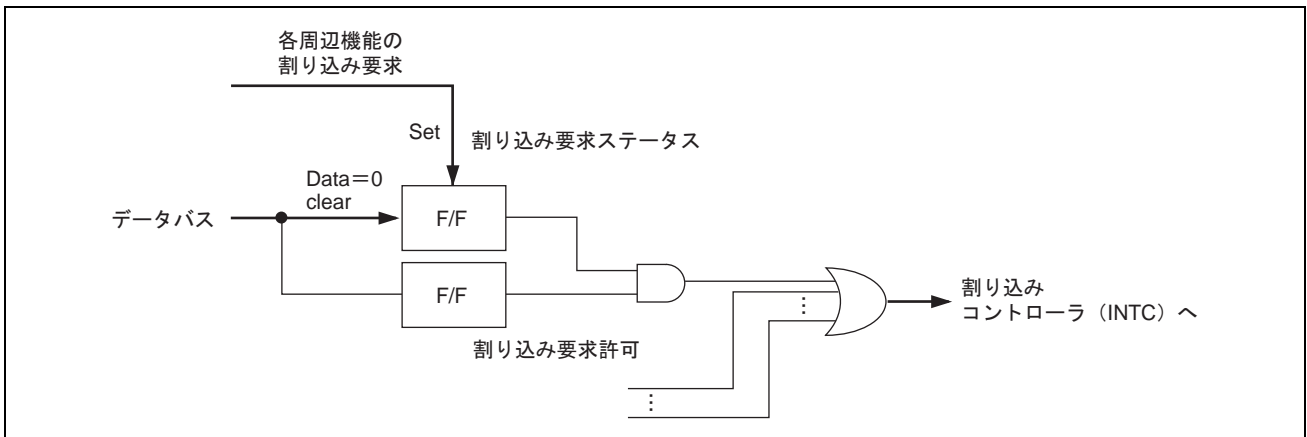 各周辺機能の
割り込み要求
Set
割り込み要求ステータス
Data＝0
clear
データバス
F/F
F/F
割り込み要求許可
割り込み
コントローラ（INTC）へ